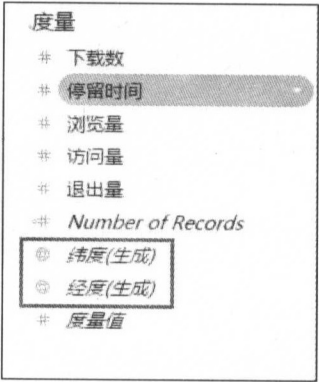 度量
# 下载数
# 停留时间
# 浏览量
# 访问量
# 退出量
# Number of Records
纬度(生成)
经度(生成)
# 度量值